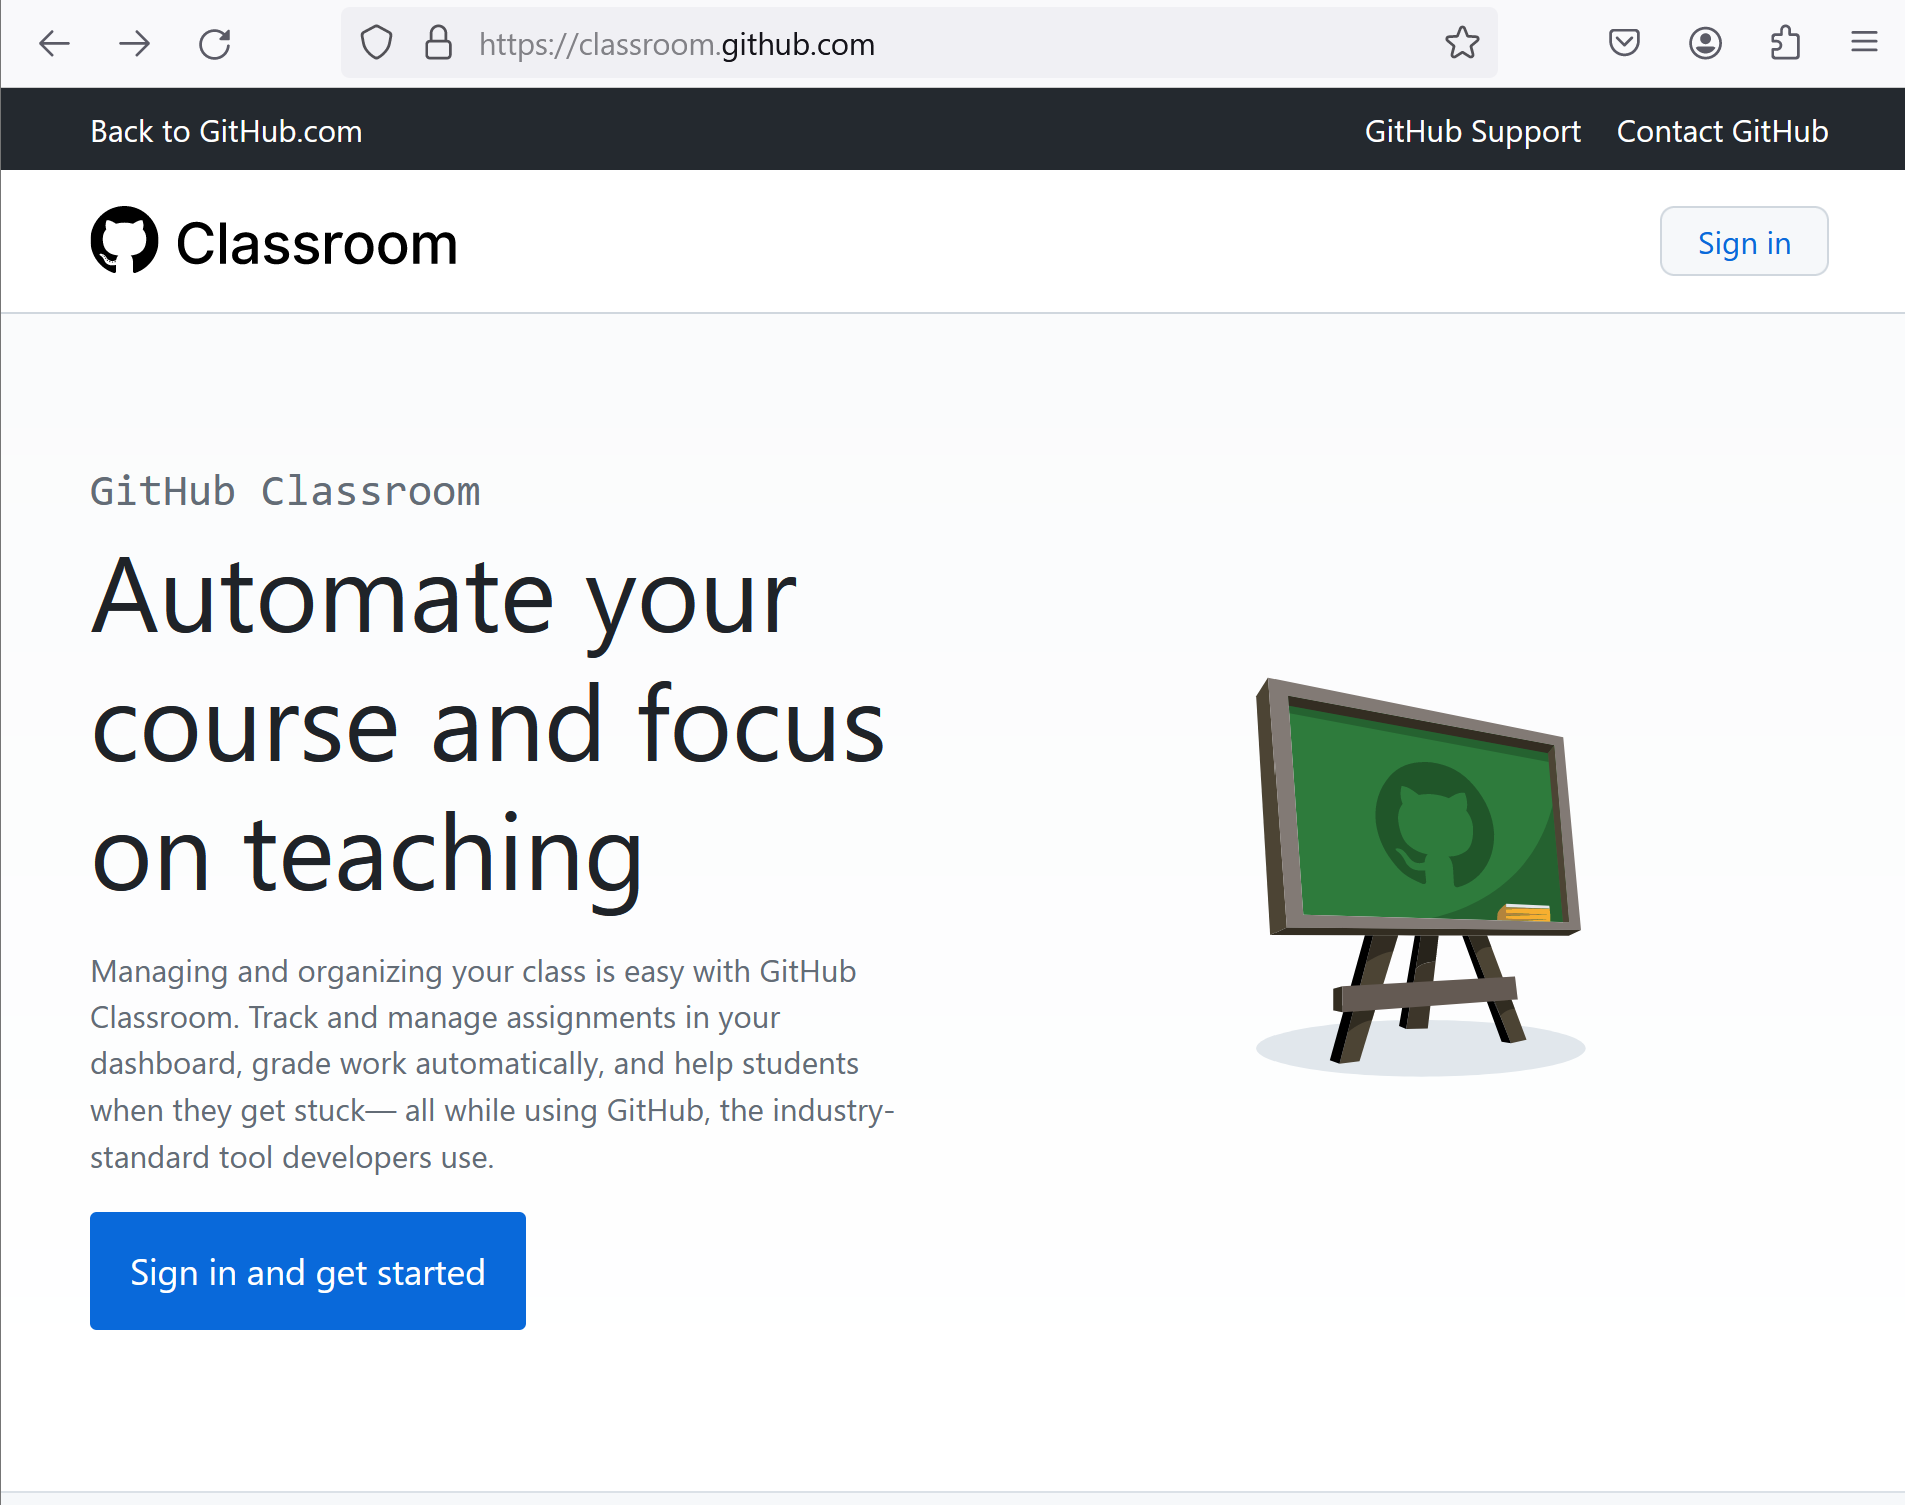 https://classroom.github.com
Back to GitHub.com
GitHub Support
Contact GitHub
Classroom
Sign in
GitHub Classroom
Automate your
course and focus
on teaching
Managing and organizing your class is easy with GitHub
Classroom. Track and manage assignments in your
dashboard, grade work automatically, and help students
when they get stuck— all while using GitHub, the industry-
standard tool developers use.
Sign in and get started